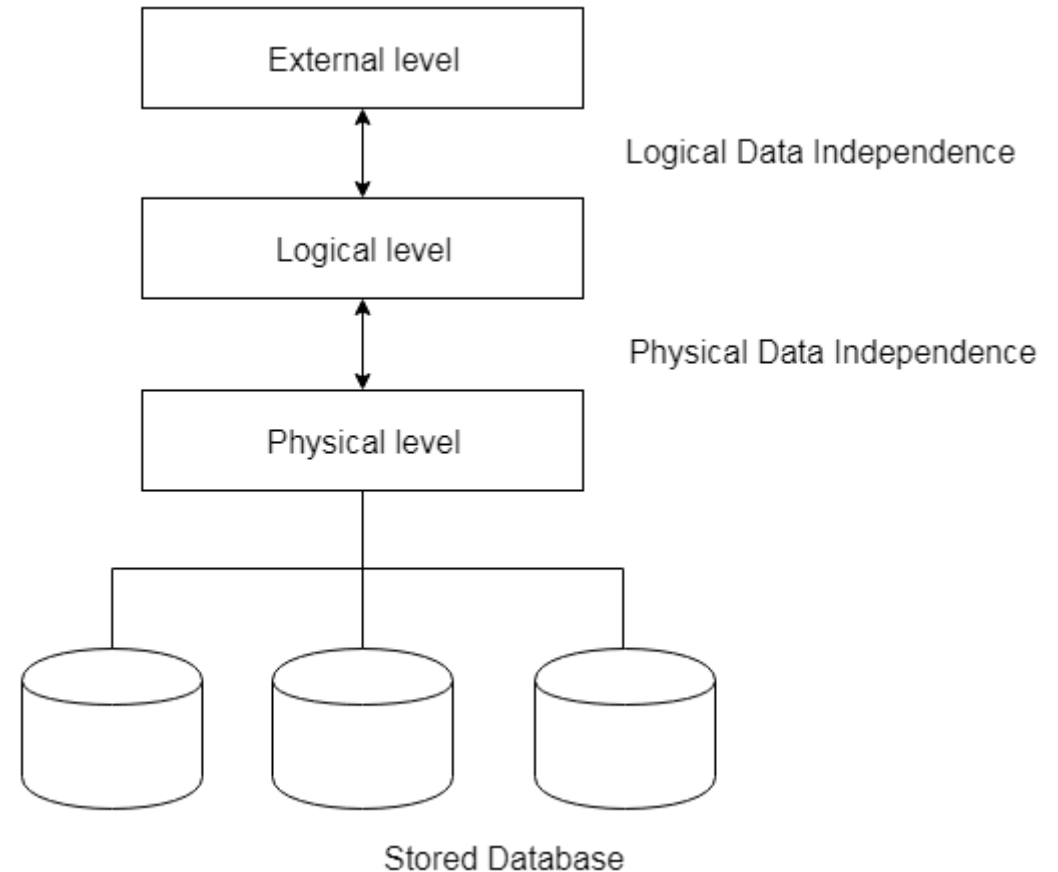 External level
Logical Data Independence
Logical level
Physical Data Independence
Physical level
Stored Database